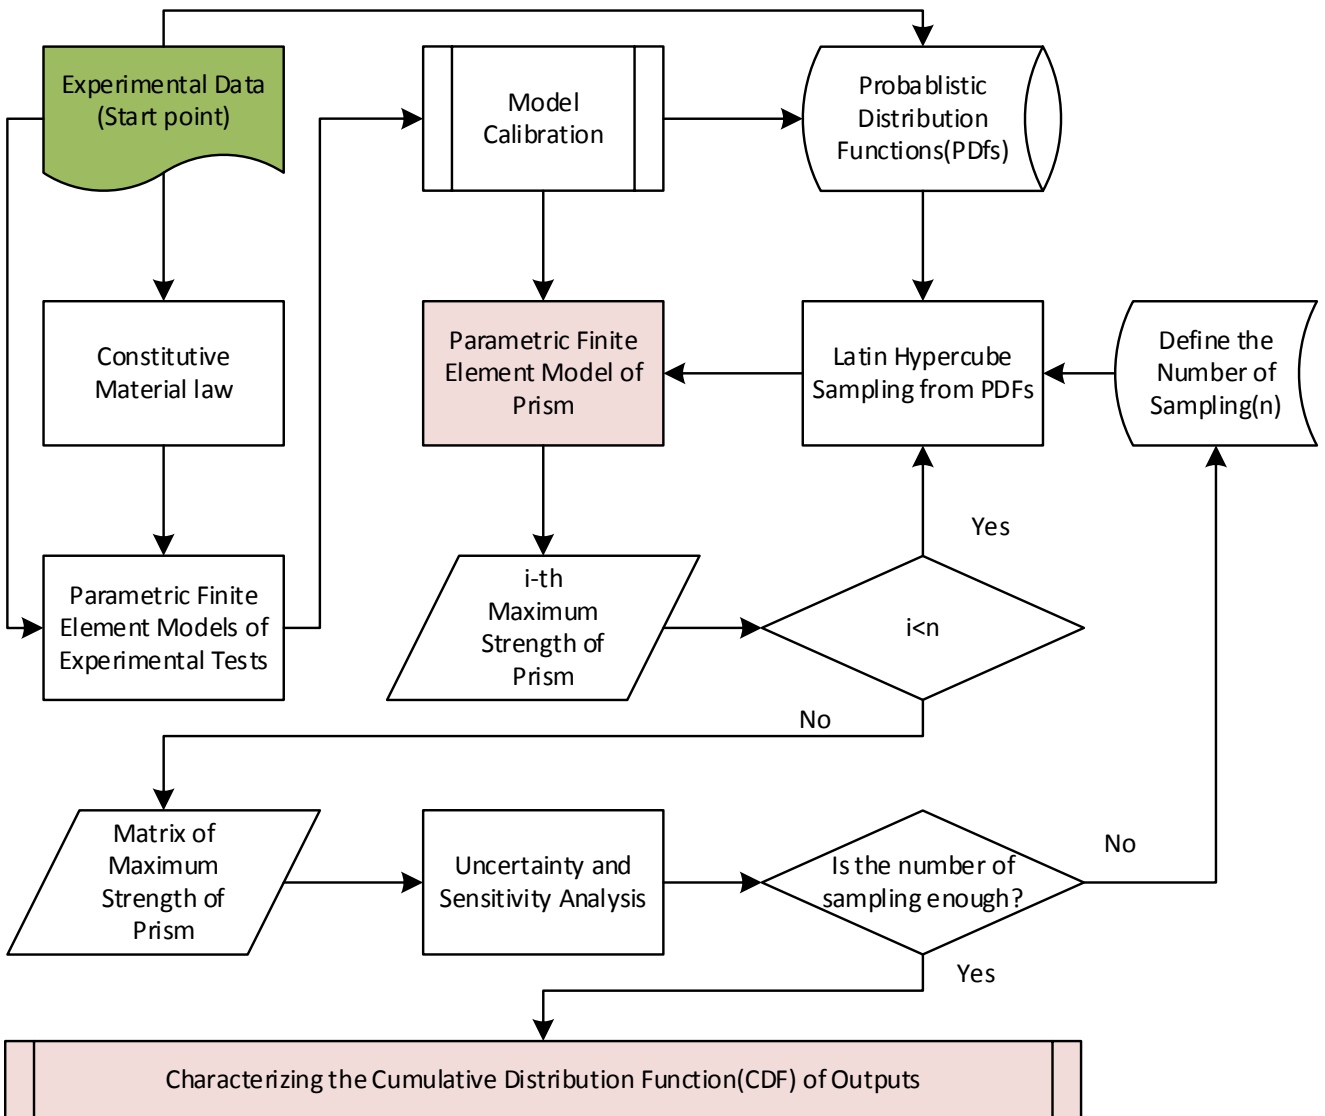 Experimental Data
(Start point)
Model
Calibration
Probablistic
Distribution
Functions(PDfs)
Constitutive
Material law
Parametric Finite
Element Model of
Prism
Latin Hypercube
Sampling from PDFs
Define the
Number of
Sampling(n)
Yes
Parametric Finite
Element Models of
Experimental Tests
i-th
Maximum
Strength of
Prism
i<n
No
Matrix of
Maximum
Strength of
Prism
Uncertainty and
Sensitivity Analysis
Is the number of
sampling enough?
No
Yes
Characterizing the Cumulative Distribution Function(CDF) of Outputs